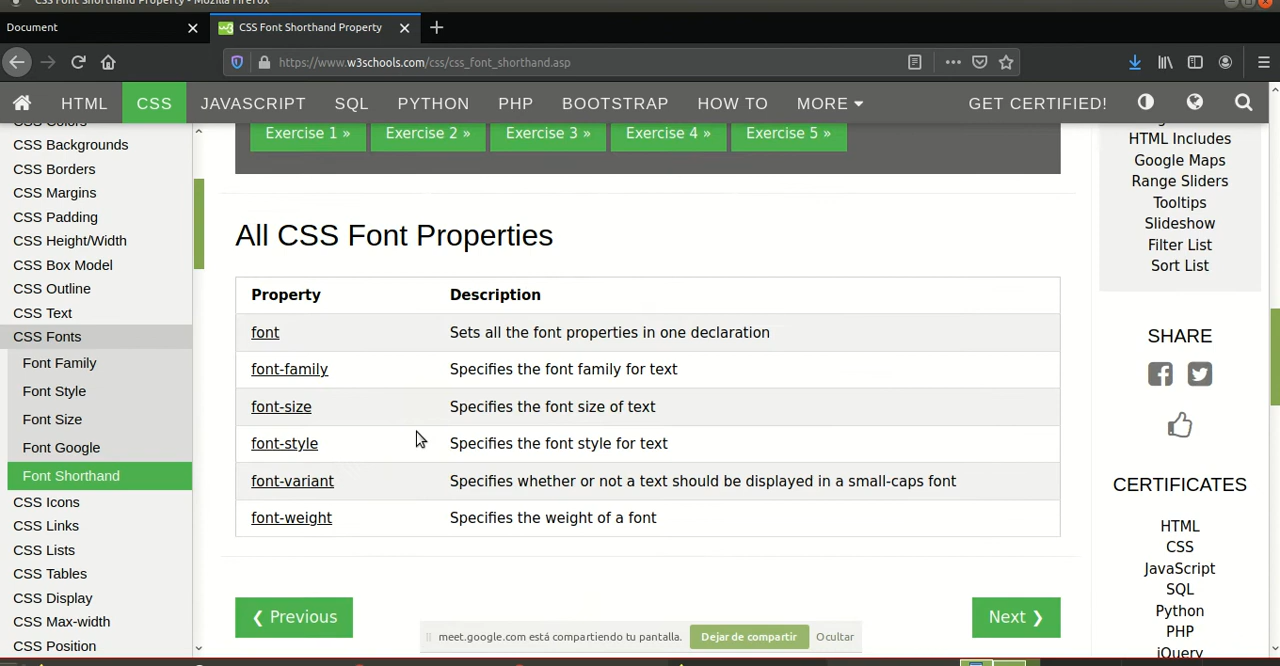 CSS Font Shorthand Property - Mozilla Firefox
Document
CSS Font Shorthand Property
https://www.w3schools.com/css/css_font_shorthand.asp
HTML CSS JAVASCRIPT SQL PYTHON PHP BOOTSTRAP HOW TO MORE GET CERTIFIED!
CSS Colors
CSS Backgrounds
CSS Borders
CSS Margins
CSS Padding
CSS Height/Width
CSS Box Model
CSS Outline
CSS Text
CSS Fonts
Font Family
Font Style
Font Size
Font Google
Font Shorthand
CSS Icons
CSS Links
CSS Lists
CSS Tables
CSS Display
CSS Max-width
CSS Position
Exercise 1 » Exercise 2 » Exercise 3 » Exercise 4 » Exercise 5 »
All CSS Font Properties
Property Description
font Sets all the font properties in one declaration
font-family Specifies the font family for text
font-size Specifies the font size of text
font-style Specifies the font style for text
font-variant Specifies whether or not a text should be displayed in a small-caps font
font-weight Specifies the weight of a font
❮ Previous Next ❯
meet.google.com está compartiendo tu pantalla. Dejar de compartir Ocultar
HTML Includes
Google Maps
Range Sliders
Tooltips
Slideshow
Filter List
Sort List
SHARE
CERTIFICATES
HTML
CSS
JavaScript
SQL
Python
PHP
jQuery